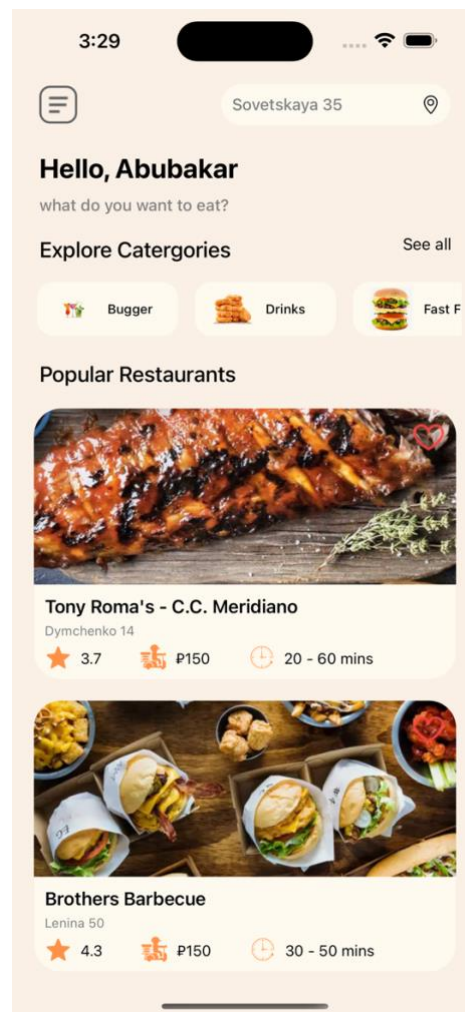 3:29
Sovetskaya 35
Hello, Abubakar
what do you want to eat?
Explore Catergories
See all
Bugger
Drinks
Fast F
Popular Restaurants
Tony Roma's - C.C. Meridiano
Dymchenko 14
3.7
₽150
20 - 60 mins
Brothers Barbecue
Lenina 50
4.3
₽150
30 - 50 mins